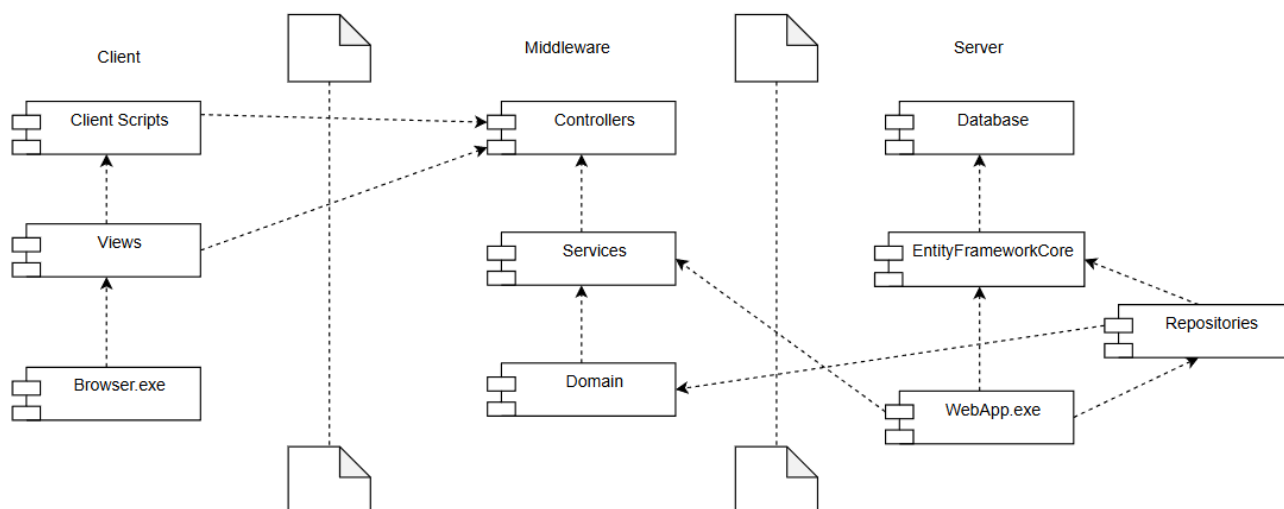 Client
Middleware
Server
Client Scripts
Controllers
Database
Views
Services
EntityFrameworkCore
Repositories
Browser.exe
Domain
WebApp.exe